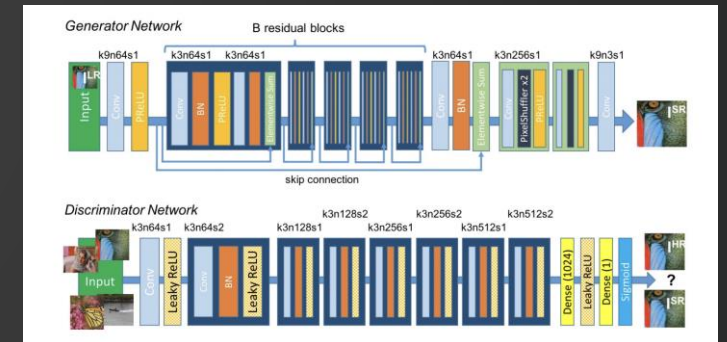 Generator Network
B residual blocks
k9n64s1 k3n64s1 k3n64s1 k3n64s1 k3n256s1 k9n3s1
Input
I LR
Conv
PReLU
Conv
BN
PReLU
Elementwise Sum
Conv
BN
Elementwise Sum
Conv
PixelShuffler x2
PReLU
Conv
I SR
skip connection
Discriminator Network
k3n128s2 k3n256s2 k3n512s2
k3n64s1 k3n64s2 k3n128s1 k3n256s1 k3n512s1
Input
Conv
Leaky ReLU
Conv
BN
Leaky ReLU
Dense (1024)
Leaky ReLU
Dense (1)
Sigmoid
I HR
?
I SR